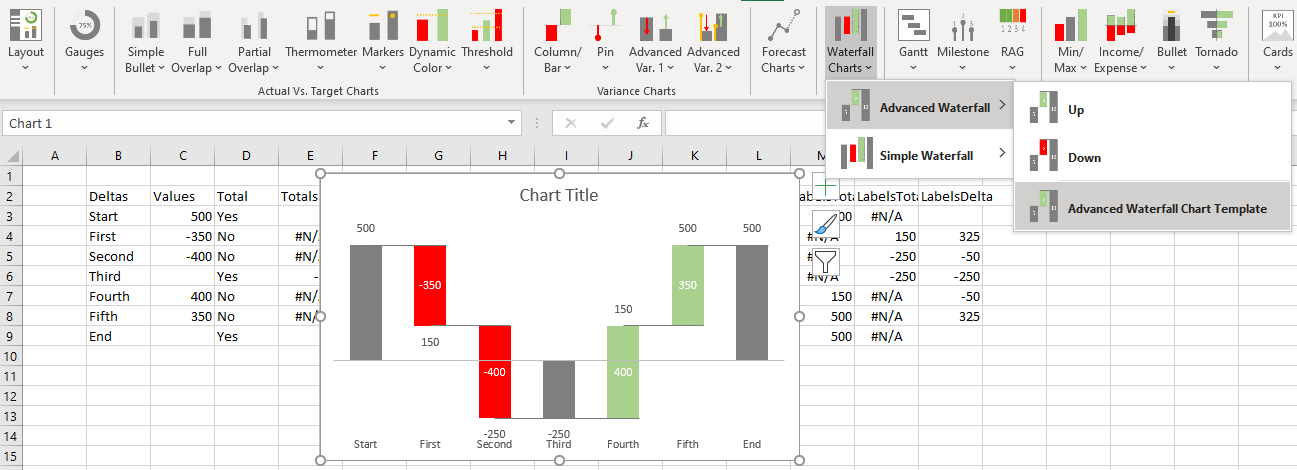 Layout Gauges Simple Bullet Full Overlap Partial Overlap Thermometer Markers Dynamic Color Threshold Column/ Bar Pin Advanced Var. 1 Advanced Var. 2 Forecast Charts Waterfall Charts Gantt Milestone RAG Min/ Max Income/ Expense Bullet Tornado Cards
75%
1 2 3 4
KPI
100%
Actual Vs. Target Charts Variance Charts
Advanced Waterfall
Simple Waterfall
Up
Down
Advanced Waterfall Chart Template
Chart 1
fx
A B C D E F G H I J K L M
1
2 Deltas Values Total Totals LabelsTota LabelsDelta
3 Start 500 Yes #N/A
4 First -350 No #N/ #N/A 150 325
5 Second -400 No #N/ -250 -50
6 Third Yes - #N/A -250 -250
7 Fourth 400 No #N/ 150 #N/A -50
8 Fifth 350 No #N/ 500 #N/A 325
9 End Yes 500 #N/A
10
11
12
13
14
15
Chart Title
500 500 500
-350 350
150 150
-400 400
-250 -250
Start First Second Third Fourth Fifth End